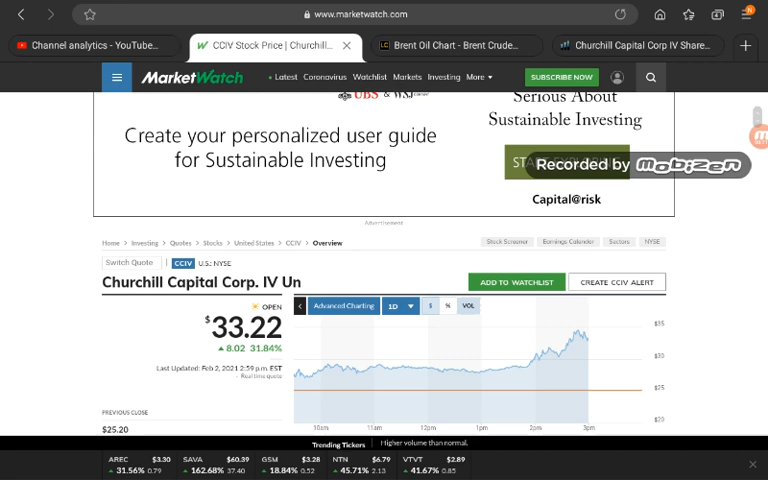 www.marketwatch.com
Channel analytics - YouTube...
CCIV Stock Price | Churchill...
Brent Oil Chart - Brent Crude...
Churchill Capital Corp IV Share...
MarketWatch
Latest Coronavirus Watchlist Markets Investing More
SUBSCRIBE NOW
UBS & WSJ
Serious About
Sustainable Investing
Create your personalized user guide
for Sustainable Investing
Recorded by MOBIZEN
Capital@risk
Advertisement
Home > Investing > Quotes > Stocks > United States > CCIV > Overview
Stock Screener Earnings Calendar Sectors NYSE
Switch Quote | CCIV U.S.: NYSE
Churchill Capital Corp. IV Un
ADD TO WATCHLIST
CREATE CCIV ALERT
OPEN
$33.22
8.02 31.84%
Last Updated: Feb 2, 2021 2:59 p.m. EST
Real time quote
PREVIOUS CLOSE
$25.20
Advanced Charting 1D $ % VOL
$35
$30
$25
$20
10am 11am 12pm 1pm 2pm 3pm
Trending Tickers | Higher volume than normal.
AREC $3.30
31.56% 0.79
SAVA $60.39
162.68% 37.40
GSM $3.28
18.84% 0.52
NTN $6.79
45.71% 2.13
VTVT $2.89
41.67% 0.85